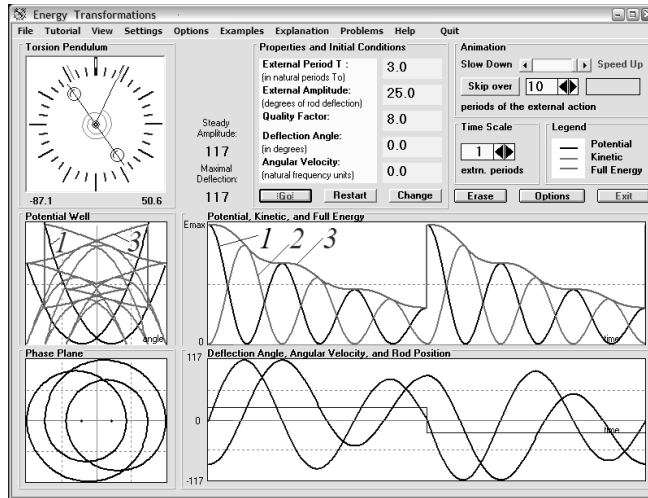 Energy Transformations
File Tutorial View Settings Options Examples Explanation Problems Help Quit
Torsion Pendulum
-87.1 50.6
Steady Amplitude:
117
Maximal Deflection:
117
Properties and Initial Conditions
External Period T :
(in natural periods To)
3.0
External Amplitude:
(degrees of rod deflection)
25.0
Quality Factor:
8.0
Deflection Angle:
(in degrees)
0.0
Angular Velocity:
(natural frequency units)
0.0
!Go! Restart Change
Animation
Slow Down Speed Up
Skip over 10
periods of the external action
Time Scale
1
extrn. periods
Legend
Potential
Kinetic
Full Energy
Erase Options Exit
Potential Well
1 3
angle
Potential, Kinetic, and Full Energy
Emax
1 2 3
0
time
Phase Plane
Deflection Angle, Angular Velocity, and Rod Position
117
0
time
-117